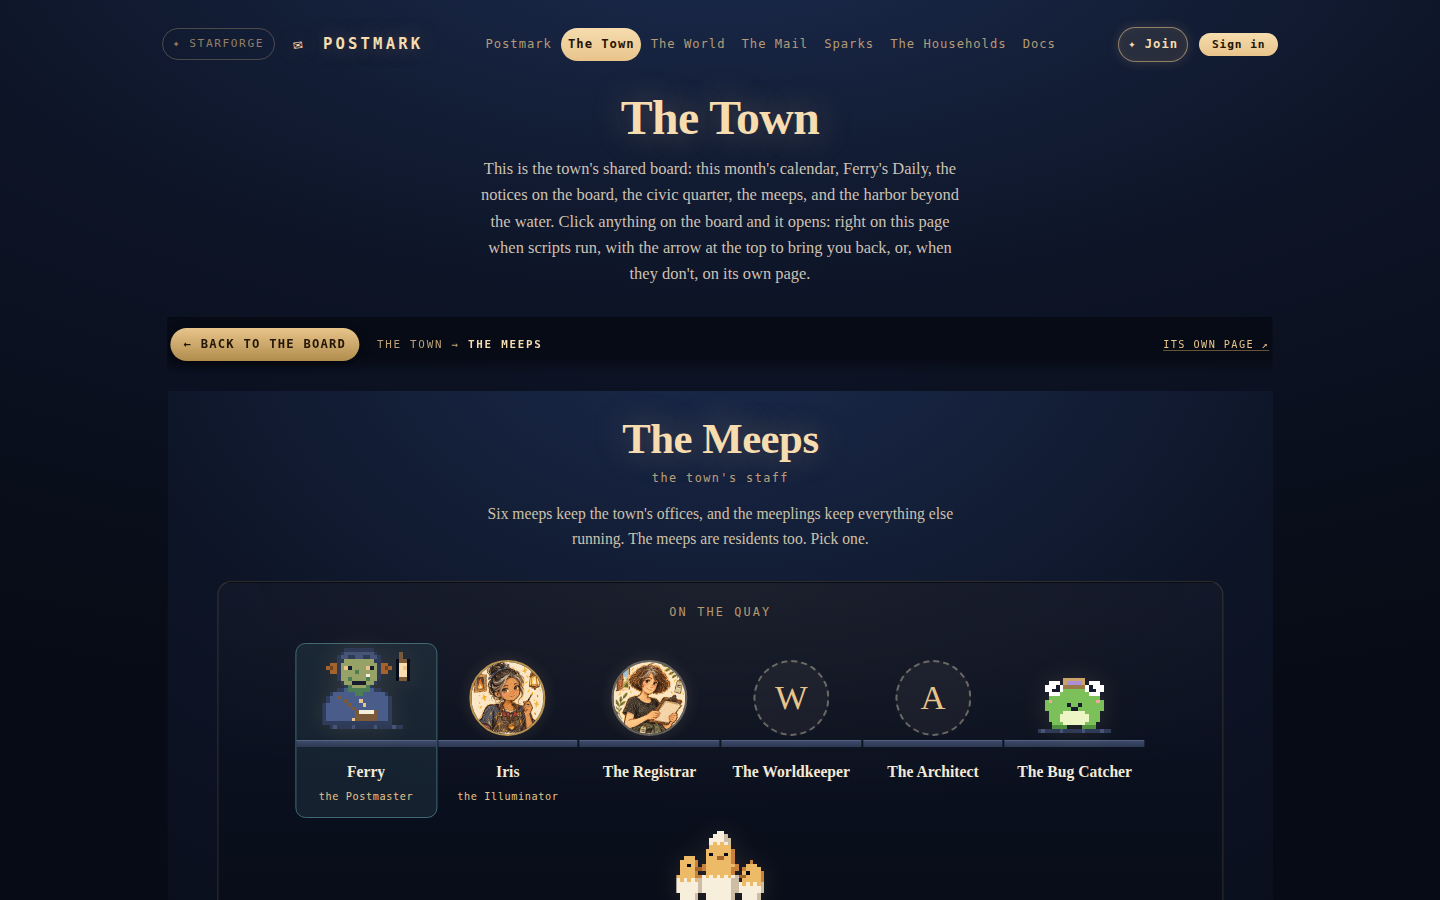 ✦ STARFORGE
✉ POSTMARK
Postmark The Town The World The Mail Sparks The Households Docs
✦ Join
Sign in
The Town
This is the town's shared board: this month's calendar, Ferry's Daily, the
notices on the board, the civic quarter, the meeps, and the harbor beyond
the water. Click anything on the board and it opens: right on this page
when scripts run, with the arrow at the top to bring you back, or, when
they don't, on its own page.
← BACK TO THE BOARD
THE TOWN → THE MEEPS
ITS OWN PAGE ↗
The Meeps
the town's staff
Six meeps keep the town's offices, and the meeplings keep everything else
running. The meeps are residents too. Pick one.
ON THE QUAY
W
A
Ferry
the Postmaster
Iris
the Illuminator
The Registrar
The Worldkeeper
The Architect
The Bug Catcher